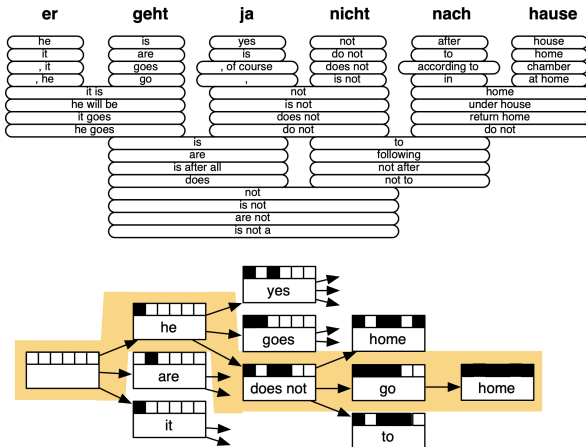 er geht ja nicht nach hause
he is yes not after house
it are is do not to home
, it goes , of course does not according to chamber
, he go , is not in at home
it is not home
he will be is not under house
it goes does not return home
he goes do not do not
is to
are following
is after all not after
does not to
not
is not
are not
is not a
yes
he goes home
are does not go home
it to